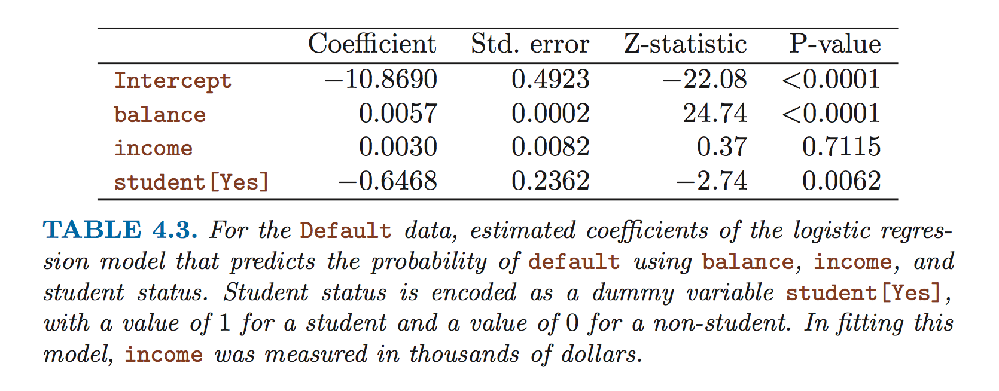 Coefficient Std. error Z-statistic P-value
Intercept −10.8690 0.4923 −22.08 <0.0001
balance 0.0057 0.0002 24.74 <0.0001
income 0.0030 0.0082 0.37 0.7115
student[Yes] −0.6468 0.2362 −2.74 0.0062
TABLE 4.3. For the Default data, estimated coefficients of the logistic regres-
sion model that predicts the probability of default using balance, income, and
student status. Student status is encoded as a dummy variable student[Yes],
with a value of 1 for a student and a value of 0 for a non-student. In fitting this
model, income was measured in thousands of dollars.